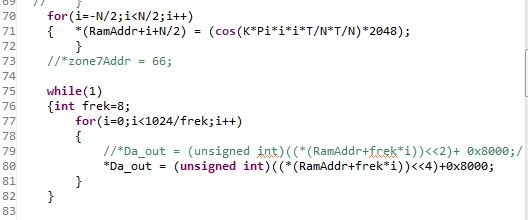 69 // }
70 for(i=-N/2;i<N/2;i++)
71 { *(RamAddr+i+N/2) = (cos(K*Pi*i*i*T/N*T/N)*2048);
72 }
73 //*zone7Addr = 66;
74
75 while(1)
76 {int frek=8;
77 for(i=0;i<1024/frek;i++)
78 {
79 //*Da_out = (unsigned int)((*(RamAddr+frek*i))<<2)+ 0x8000;/
80 *Da_out = (unsigned int)((*(RamAddr+frek*i))<<4)+0x8000;
81 }
82 }
83